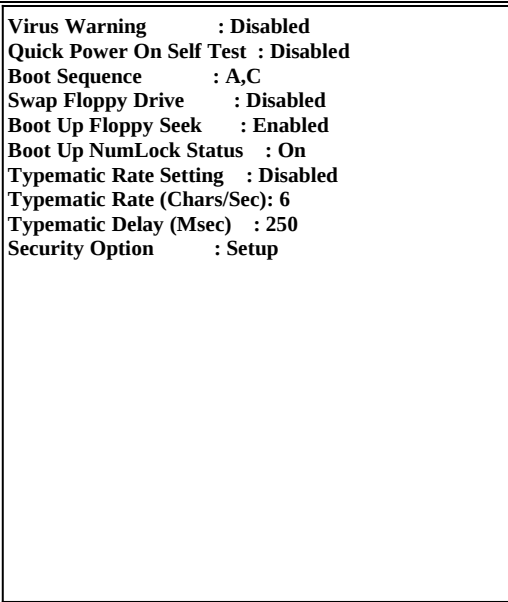 Virus Warning : Disabled
Quick Power On Self Test : Disabled
Boot Sequence : A,C
Swap Floppy Drive : Disabled
Boot Up Floppy Seek : Enabled
Boot Up NumLock Status : On
Typematic Rate Setting : Disabled
Typematic Rate (Chars/Sec): 6
Typematic Delay (Msec) : 250
Security Option : Setup